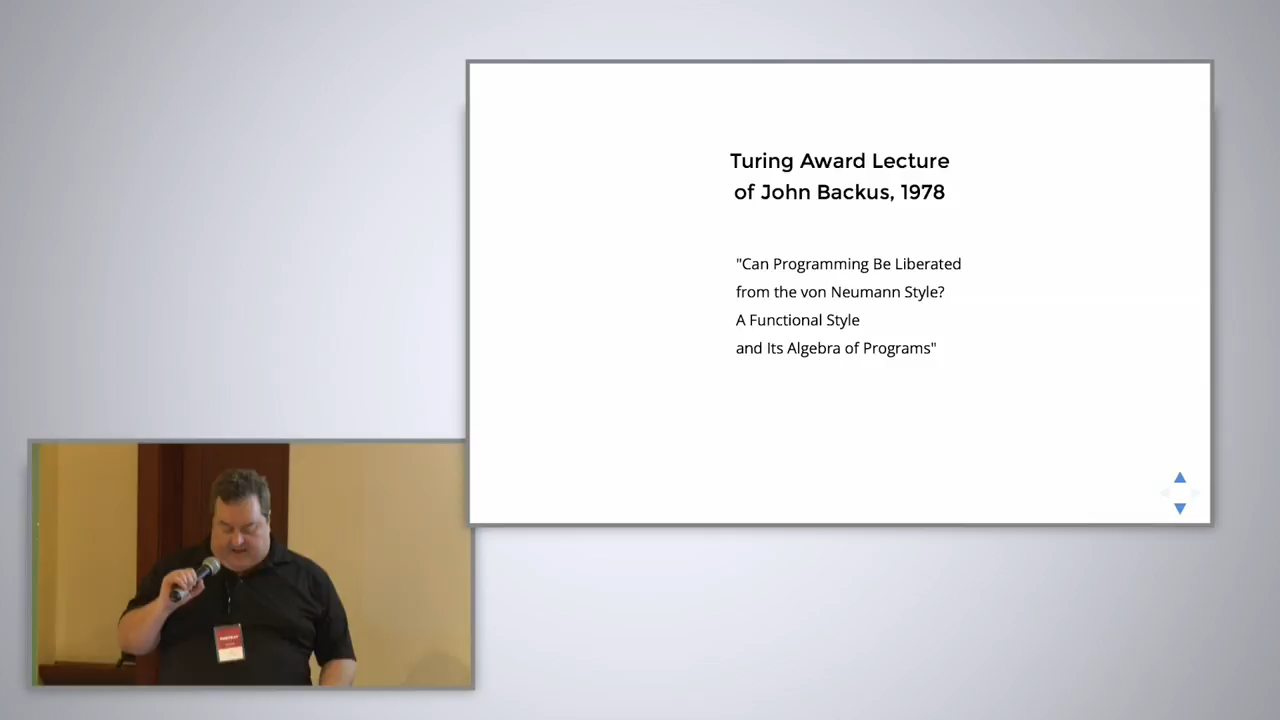 Turing Award Lecture
of John Backus, 1978
"Can Programming Be Liberated
from the von Neumann Style?
A Functional Style
and Its Algebra of Programs"